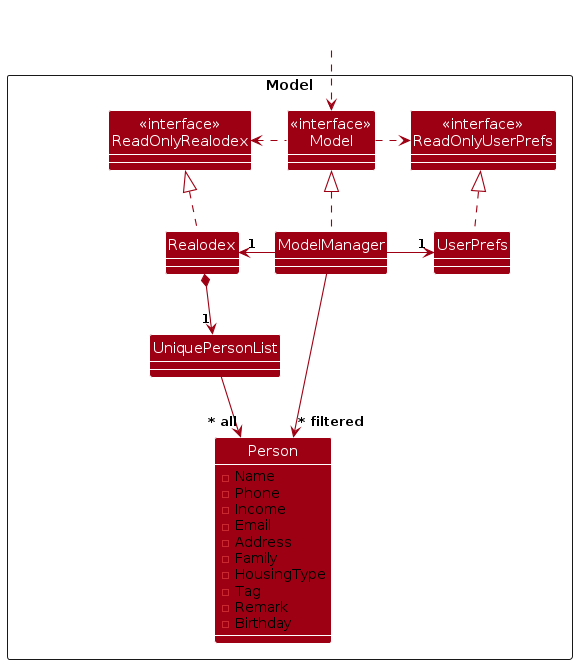 Model
«interface»
ReadOnlyRealodex
«interface»
Model
«interface»
ReadOnlyUserPrefs
Realodex
1
ModelManager
1
UserPrefs
1
UniquePersonList
* all
* filtered
Person
Name
Phone
Income
Email
Address
Family
HousingType
Tag
Remark
Birthday